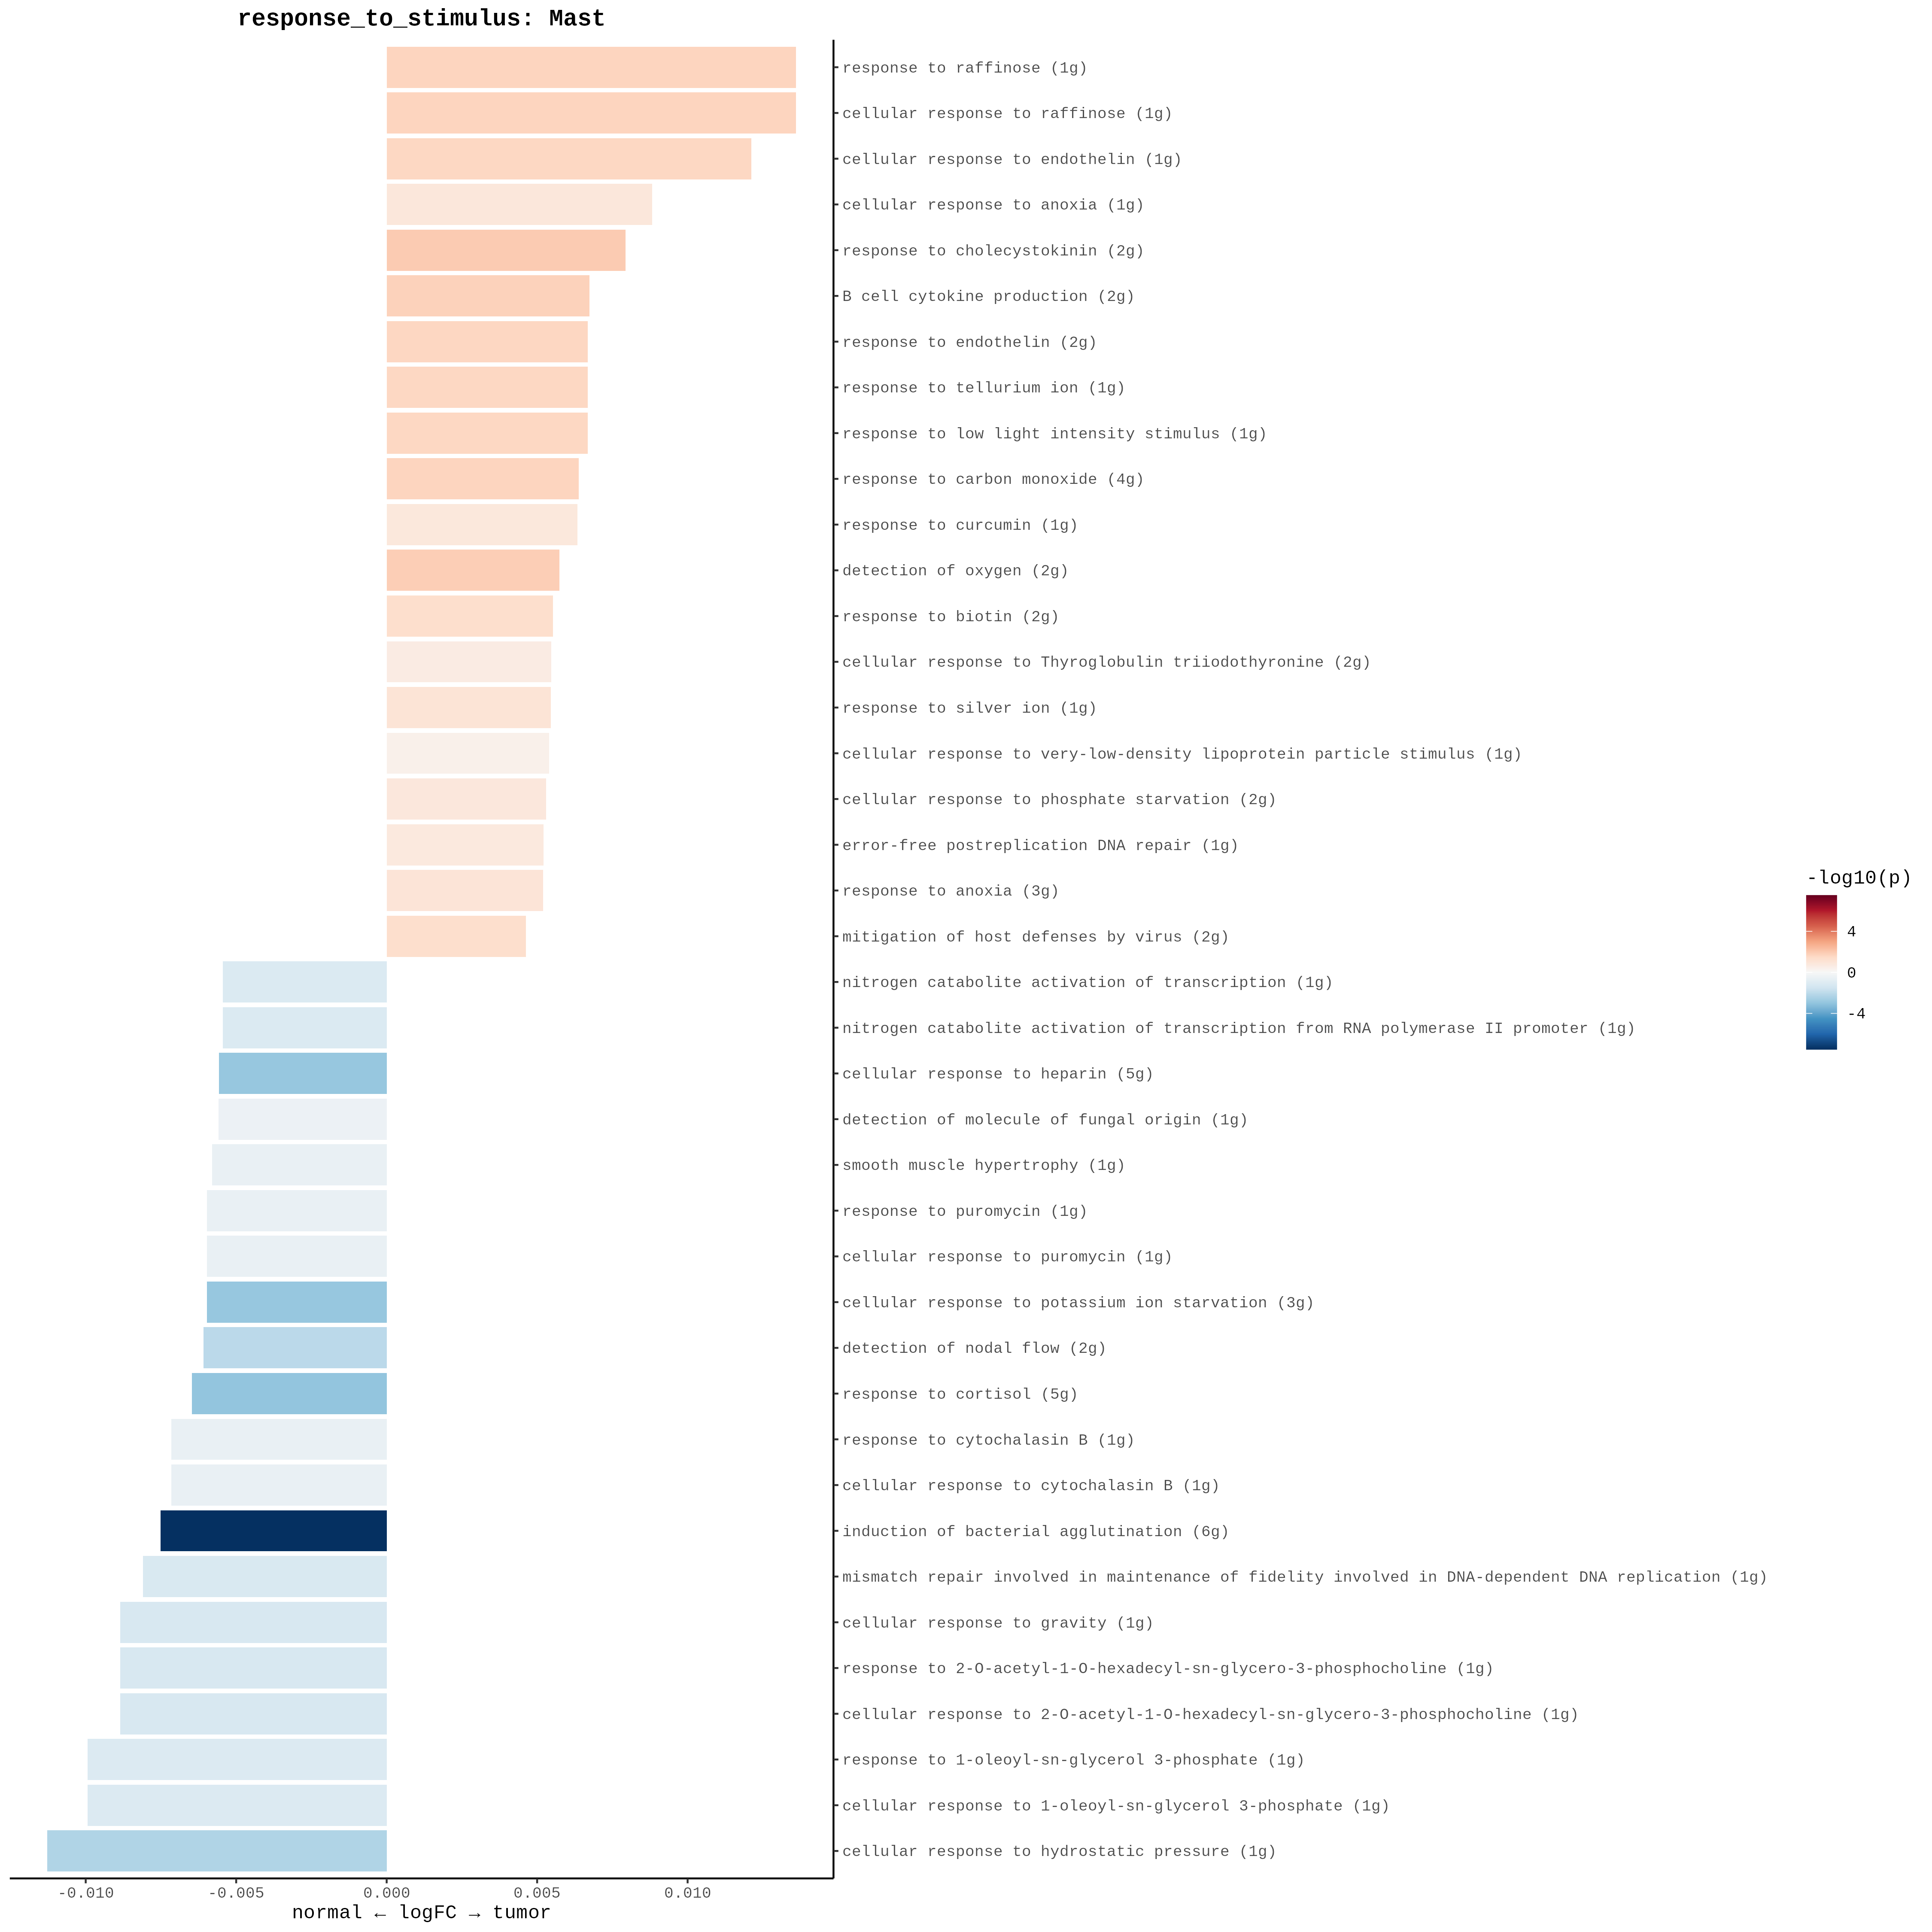 response_to_stimulus: Mast
response to raffinose (1g)
cellular response to raffinose (1g)
cellular response to endothelin (1g)
cellular response to anoxia (1g)
response to cholecystokinin (2g)
B cell cytokine production (2g)
response to endothelin (2g)
response to tellurium ion (1g)
response to low light intensity stimulus (1g)
response to carbon monoxide (4g)
response to curcumin (1g)
detection of oxygen (2g)
response to biotin (2g)
cellular response to Thyroglobulin triiodothyronine (2g)
response to silver ion (1g)
cellular response to very-low-density lipoprotein particle stimulus (1g)
cellular response to phosphate starvation (2g)
error-free postreplication DNA repair (1g)
response to anoxia (3g)
mitigation of host defenses by virus (2g)
nitrogen catabolite activation of transcription (1g)
nitrogen catabolite activation of transcription from RNA polymerase II promoter (1g)
cellular response to heparin (5g)
detection of molecule of fungal origin (1g)
smooth muscle hypertrophy (1g)
response to puromycin (1g)
cellular response to puromycin (1g)
cellular response to potassium ion starvation (3g)
detection of nodal flow (2g)
response to cortisol (5g)
response to cytochalasin B (1g)
cellular response to cytochalasin B (1g)
induction of bacterial agglutination (6g)
mismatch repair involved in maintenance of fidelity involved in DNA-dependent DNA replication (1g)
cellular response to gravity (1g)
response to 2-O-acetyl-1-O-hexadecyl-sn-glycero-3-phosphocholine (1g)
cellular response to 2-O-acetyl-1-O-hexadecyl-sn-glycero-3-phosphocholine (1g)
response to 1-oleoyl-sn-glycerol 3-phosphate (1g)
cellular response to 1-oleoyl-sn-glycerol 3-phosphate (1g)
cellular response to hydrostatic pressure (1g)
-0.010 -0.005 0.000 0.005 0.010
normal ← logFC → tumor
-log10(p)
4
0
-4